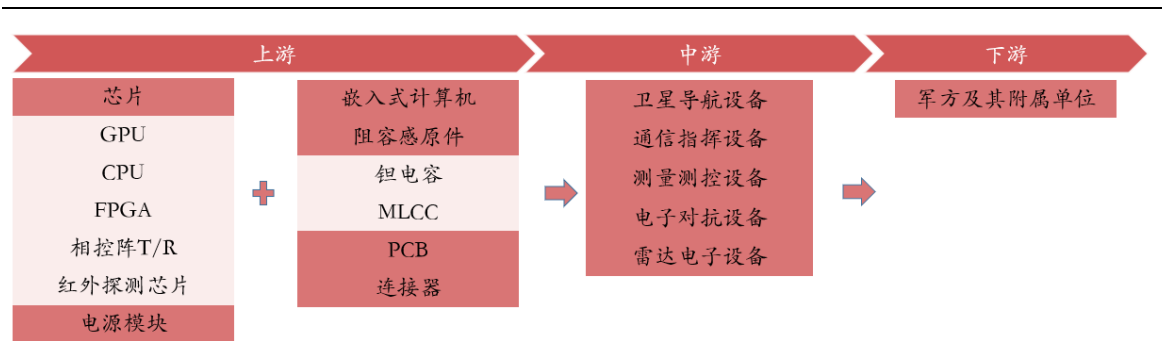 上游
中游
下游
芯片
GPU
CPU
FPGA
相控阵T/R
红外探测芯片
电源模块
嵌入式计算机
阻容感原件
钽电容
MLCC
PCB
连接器
卫星导航设备
通信指挥设备
测量测控设备
电子对抗设备
雷达电子设备
军方及其附属单位